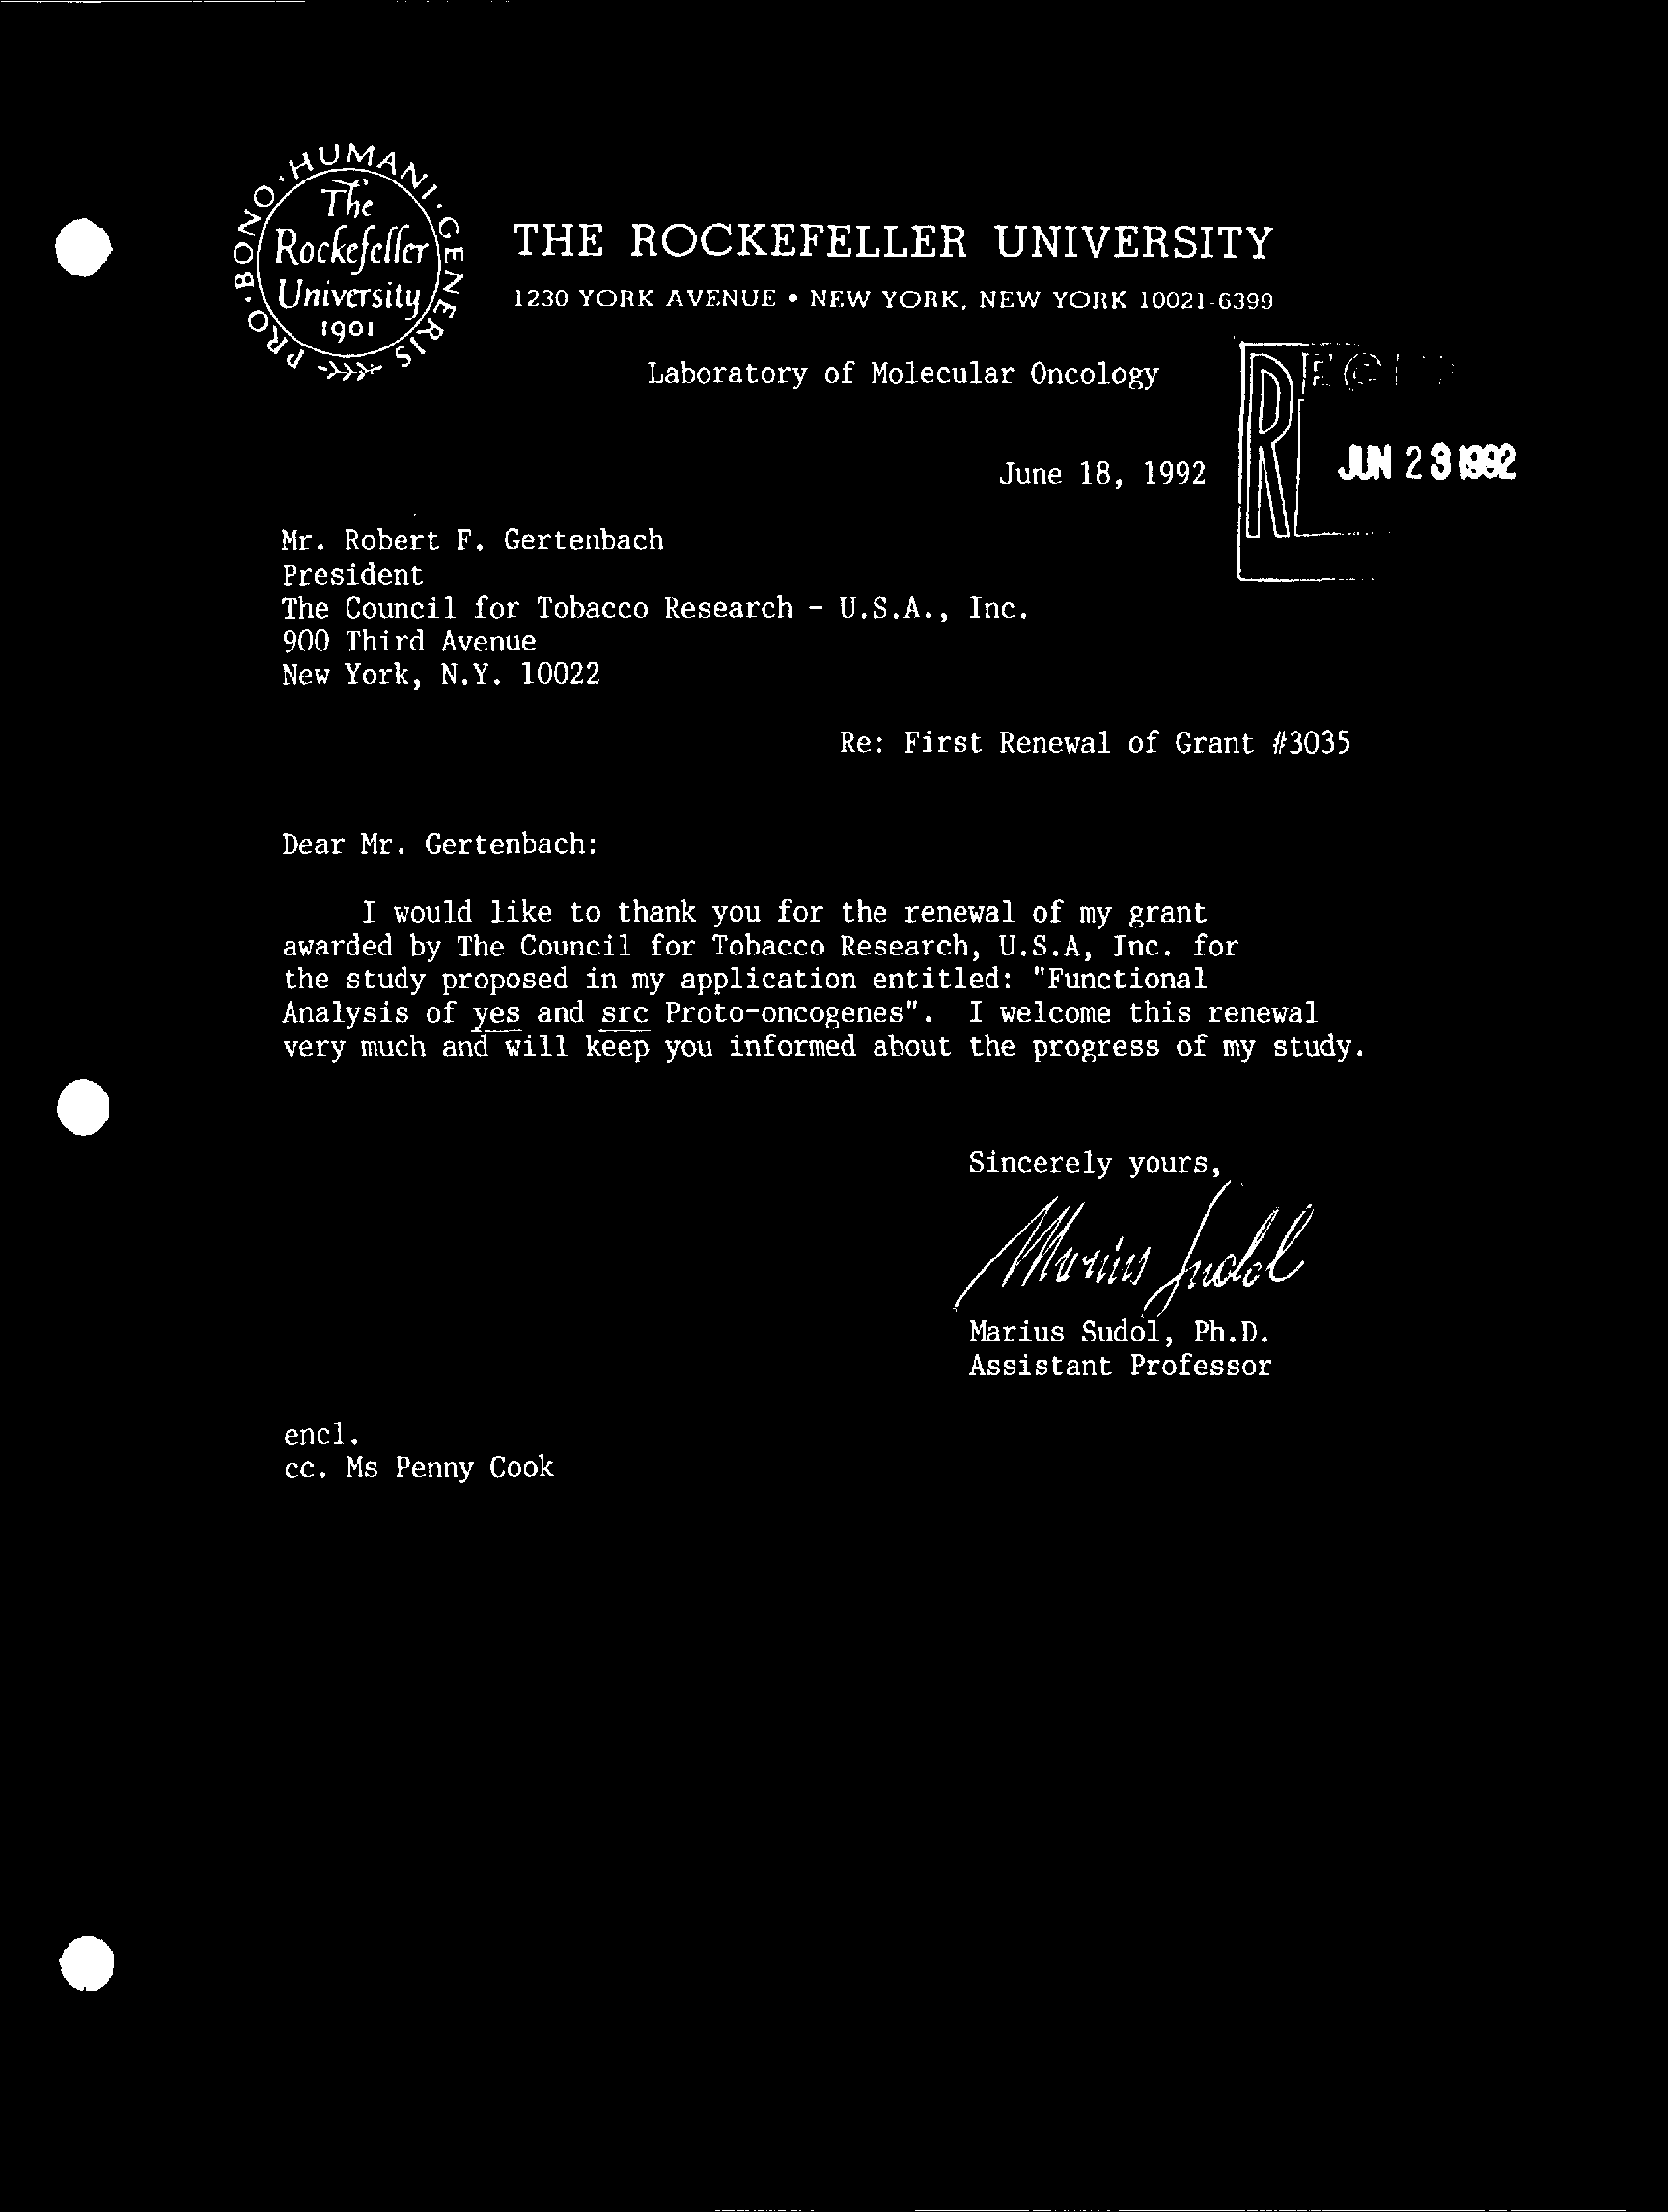 PRO·BONO·HUMANI·GENERIS
The
Rockefeller
University
1901
THE ROCKEFELLER UNIVERSITY
1230 YORK AVENUE • NEW YORK, NEW YORK 10021-6399
Laboratory of Molecular Oncology
June 18, 1992
JUN 23 1992
Mr. Robert F. Gertenbach
President
The Council for Tobacco Research - U.S.A., Inc.
900 Third Avenue
New York, N.Y. 10022
Re: First Renewal of Grant #3035
Dear Mr. Gertenbach:
I would like to thank you for the renewal of my grant
awarded by The Council for Tobacco Research, U.S.A, Inc. for
the study proposed in my application entitled: "Functional
Analysis of yes and src Proto-oncogenes". I welcome this renewal
very much and will keep you informed about the progress of my study.
Sincerely yours,
Marius Sudol
Marius Sudol, Ph.D.
Assistant Professor
encl.
cc. Ms Penny Cook